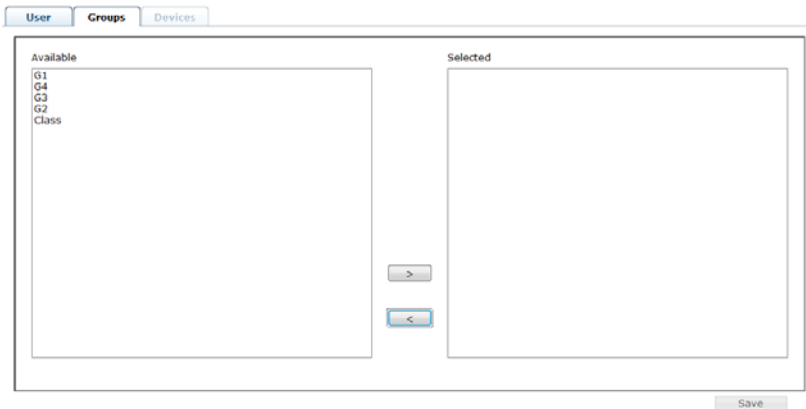 User Groups Devices
Available Selected
G1
G4
G3
G2
Class
>
<
Save